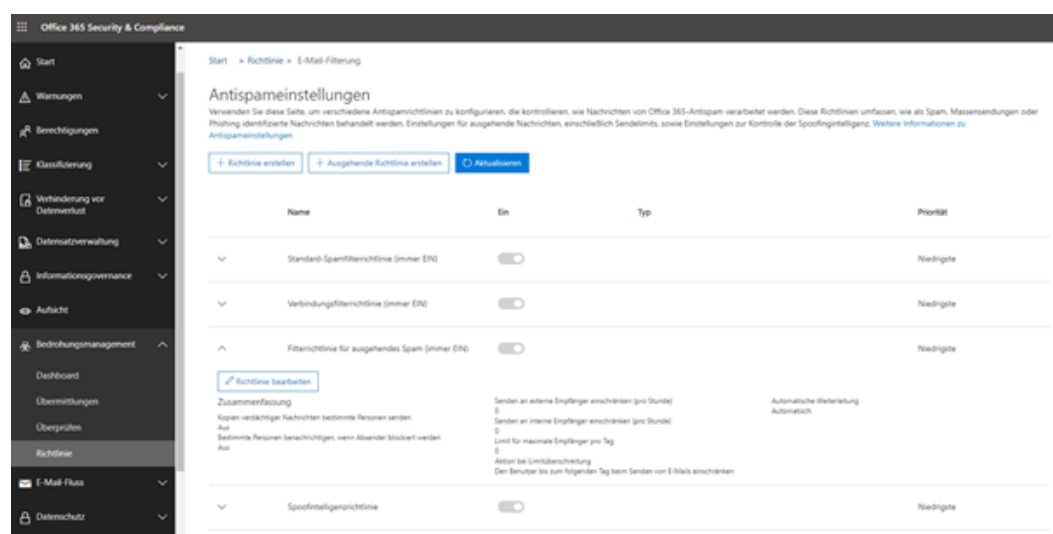 Office 365 Security & Compliance
Start
Warnungen
Berechtigungen
Klassifizierung
Verhinderung vor
Datenverlust
Datensatzverwaltung
Informationsgovernance
Aufsicht
Bedrohungsmanagement
Dashboard
Übermittlungen
Überprüfen
Richtlinie
E-Mail-Fluss
Datenschutz
Start > Richtlinie > E-Mail-Filterung
Antispameinstellungen
Verwenden Sie diese Seite, um verschiedene Antispamrichtlinien zu konfigurieren, die kontrollieren, wie Nachrichten von Office 365-Antispam verarbeitet werden. Diese Richtlinien umfassen, wie als Spam, Massensendungen oder
Phishing identifizierte Nachrichten behandelt werden. Einstellungen für ausgehende Nachrichten, einschließlich Sendelimits, sowie Einstellungen zur Kontrolle der Spoofingintelligenz. Weitere Informationen zu
Antispameinstellungen
+ Richtlinie erstellen + Ausgehende Richtlinie erstellen Aktualisieren
Name Ein Typ Priorität
Standard-Spamfilterrichtlinie (immer EIN) Niedrigste
Verbindungsfilterrichtlinie (immer EIN) Niedrigste
Filterrichtlinie für ausgehendes Spam (immer EIN) Niedrigste
Richtlinie bearbeiten
Zusammenfassung
Kopien verdächtiger Nachrichten bestimmte Personen senden
Aus
Bestimmte Personen benachrichtigen, wenn Absender blockiert werden
Aus
Senden an externe Empfänger einschränken (pro Stunde)
0
Senden an interne Empfänger einschränken (pro Stunde)
0
Limit für maximale Empfänger pro Tag
0
Aktion bei Limitüberschreitung
Den Benutzer bis zum folgenden Tag beim Senden von E-Mails einschränken
Automatische Weiterleitung
Automatisch
Spoofintelligenzrichtlinie Niedrigste